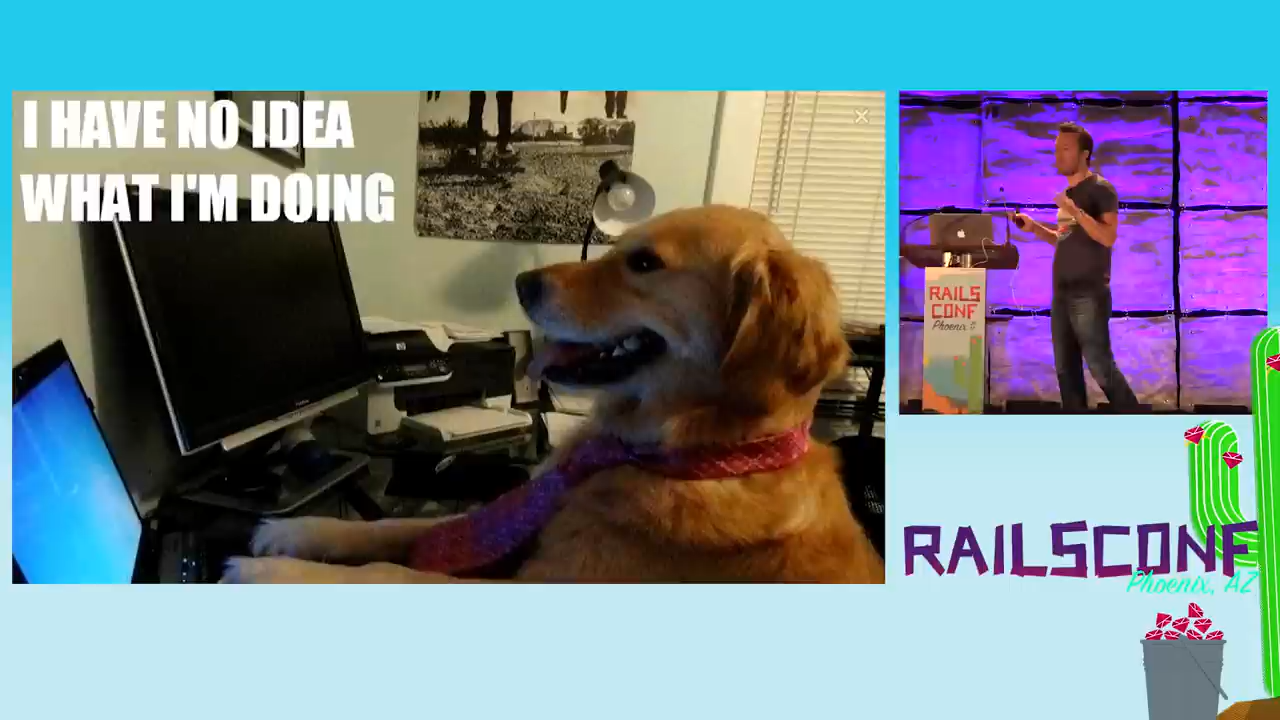 I HAVE NO IDEA
WHAT I'M DOING
RAILS
CONF
Phoenix
RAILSCONF
Phoenix, AZ